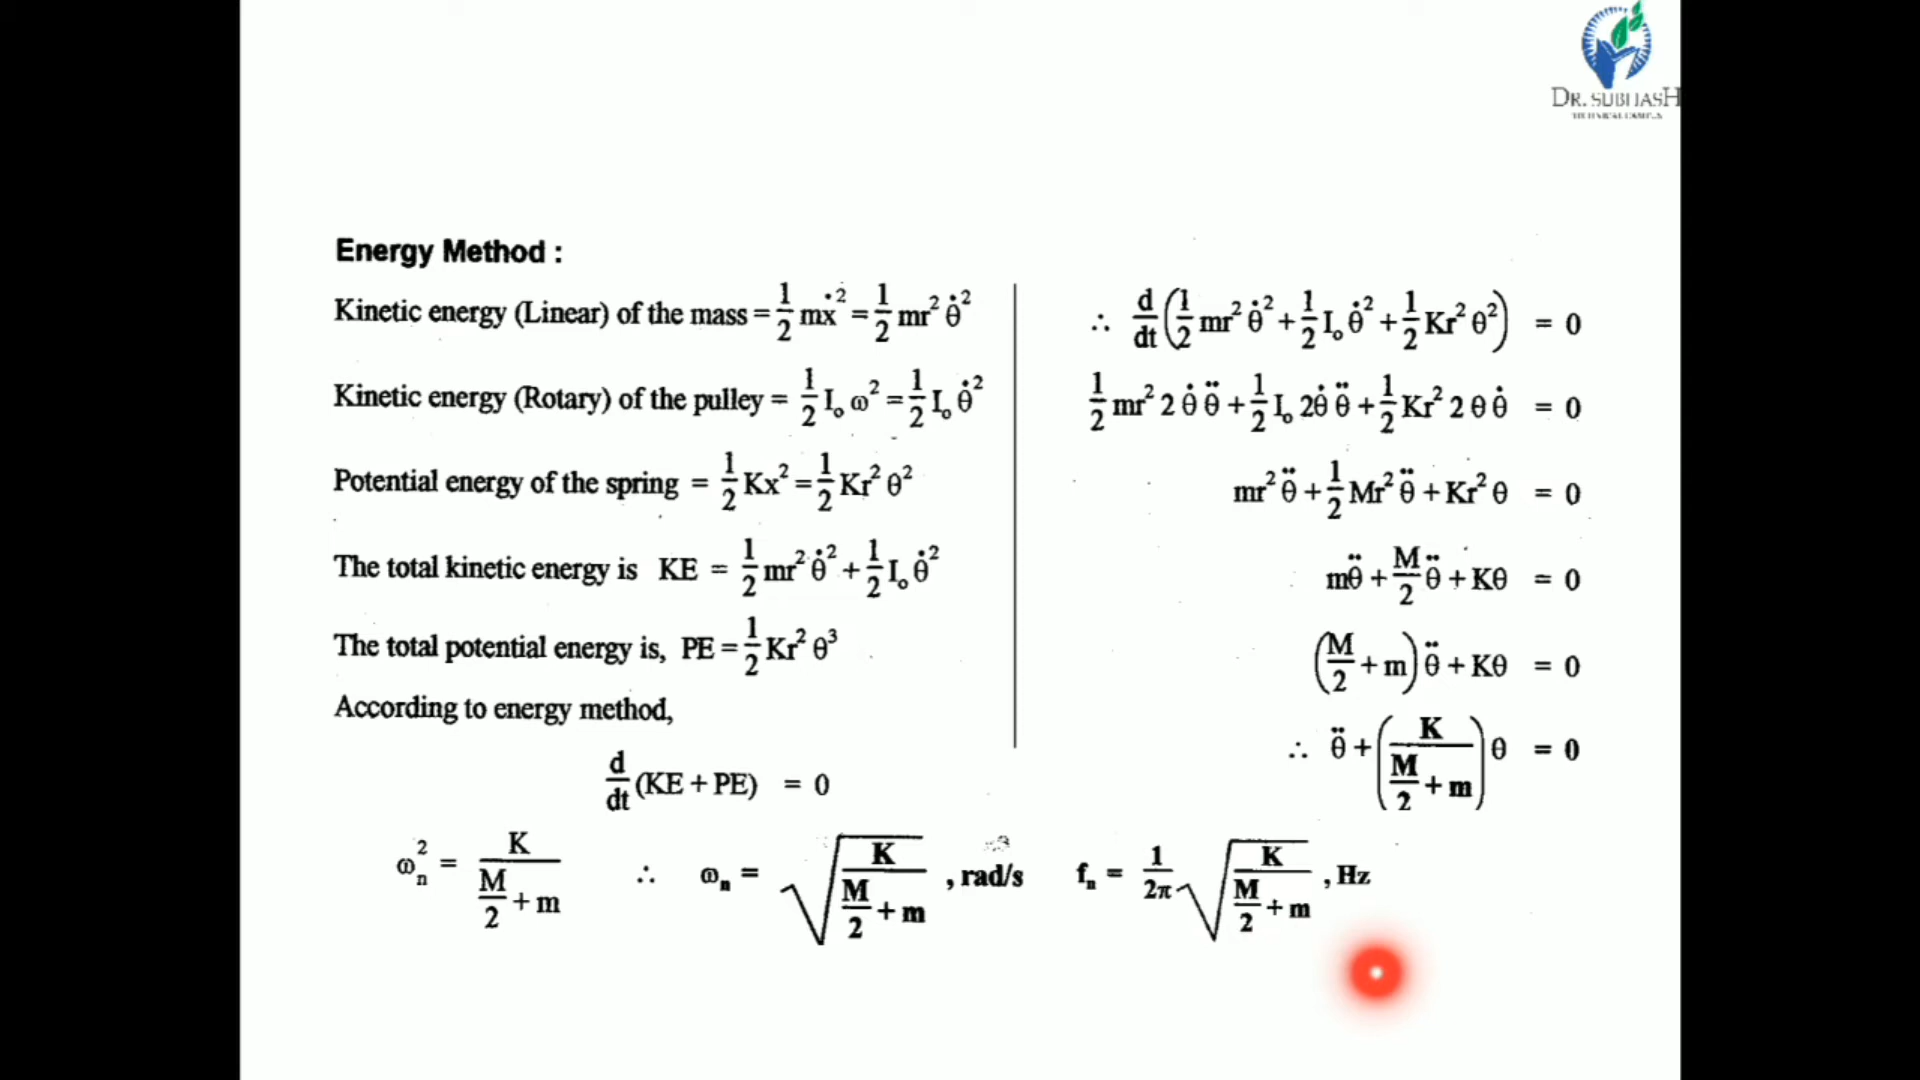 DR. SUBHASH
TECHNICAL CAMPUS
Energy Method :
Kinetic energy (Linear) of the mass = 1/2 mẋ² = 1/2 mr² θ̇²
Kinetic energy (Rotary) of the pulley = 1/2 I₀ ω² = 1/2 I₀ θ̇²
Potential energy of the spring = 1/2 Kx² = 1/2 Kr² θ²
The total kinetic energy is KE = 1/2 mr² θ̇² + 1/2 I₀ θ̇²
The total potential energy is, PE = 1/2 Kr² θ³
According to energy method,
d/dt (KE + PE) = 0
∴ d/dt (1/2 mr² θ̇² + 1/2 I₀ θ̇² + 1/2 Kr² θ²) = 0
1/2 mr² 2 θ̇ θ̈ + 1/2 I₀ 2θ̇ θ̈ + 1/2 Kr² 2 θ θ̇ = 0
mr² θ̈ + 1/2 Mr² θ̈ + Kr² θ = 0
mθ̈ + M/2 θ̈ + Kθ = 0
(M/2 + m) θ̈ + Kθ = 0
∴ θ̈ + (K / (M/2 + m)) θ = 0
ωₙ² = K / (M/2 + m) ∴ ωₙ = √(K / (M/2 + m)) , rad/s fₙ = 1/2π √(K / (M/2 + m)) , Hz